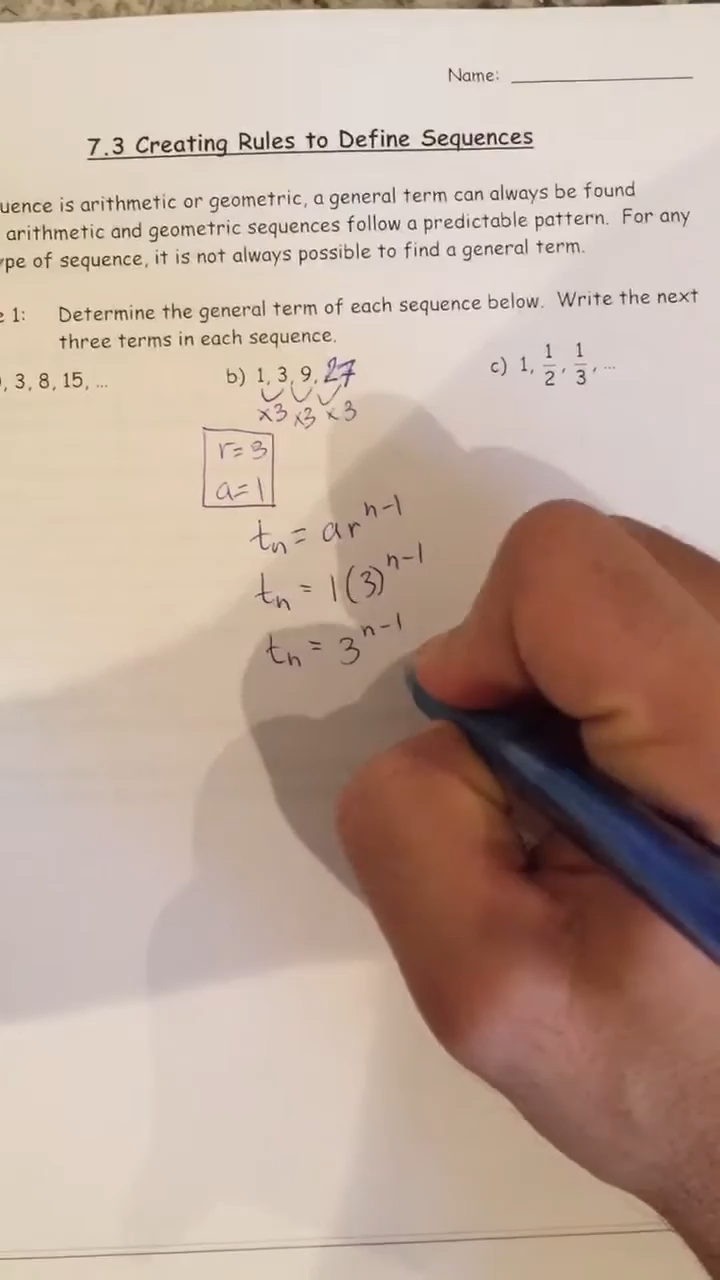 Name:
7.3 Creating Rules to Define Sequences
uence is arithmetic or geometric, a general term can always be found
arithmetic and geometric sequences follow a predictable pattern. For any
pe of sequence, it is not always possible to find a general term.
e 1: Determine the general term of each sequence below. Write the next
three terms in each sequence.
, 3, 8, 15, ...
b) 1, 3, 9, 27
×3 ×3 ×3
r = 3
a = 1
tₙ = arⁿ⁻¹
tₙ = 1(3)ⁿ⁻¹
tₙ = 3ⁿ⁻¹
c) 1, 1/2, 1/3, ...